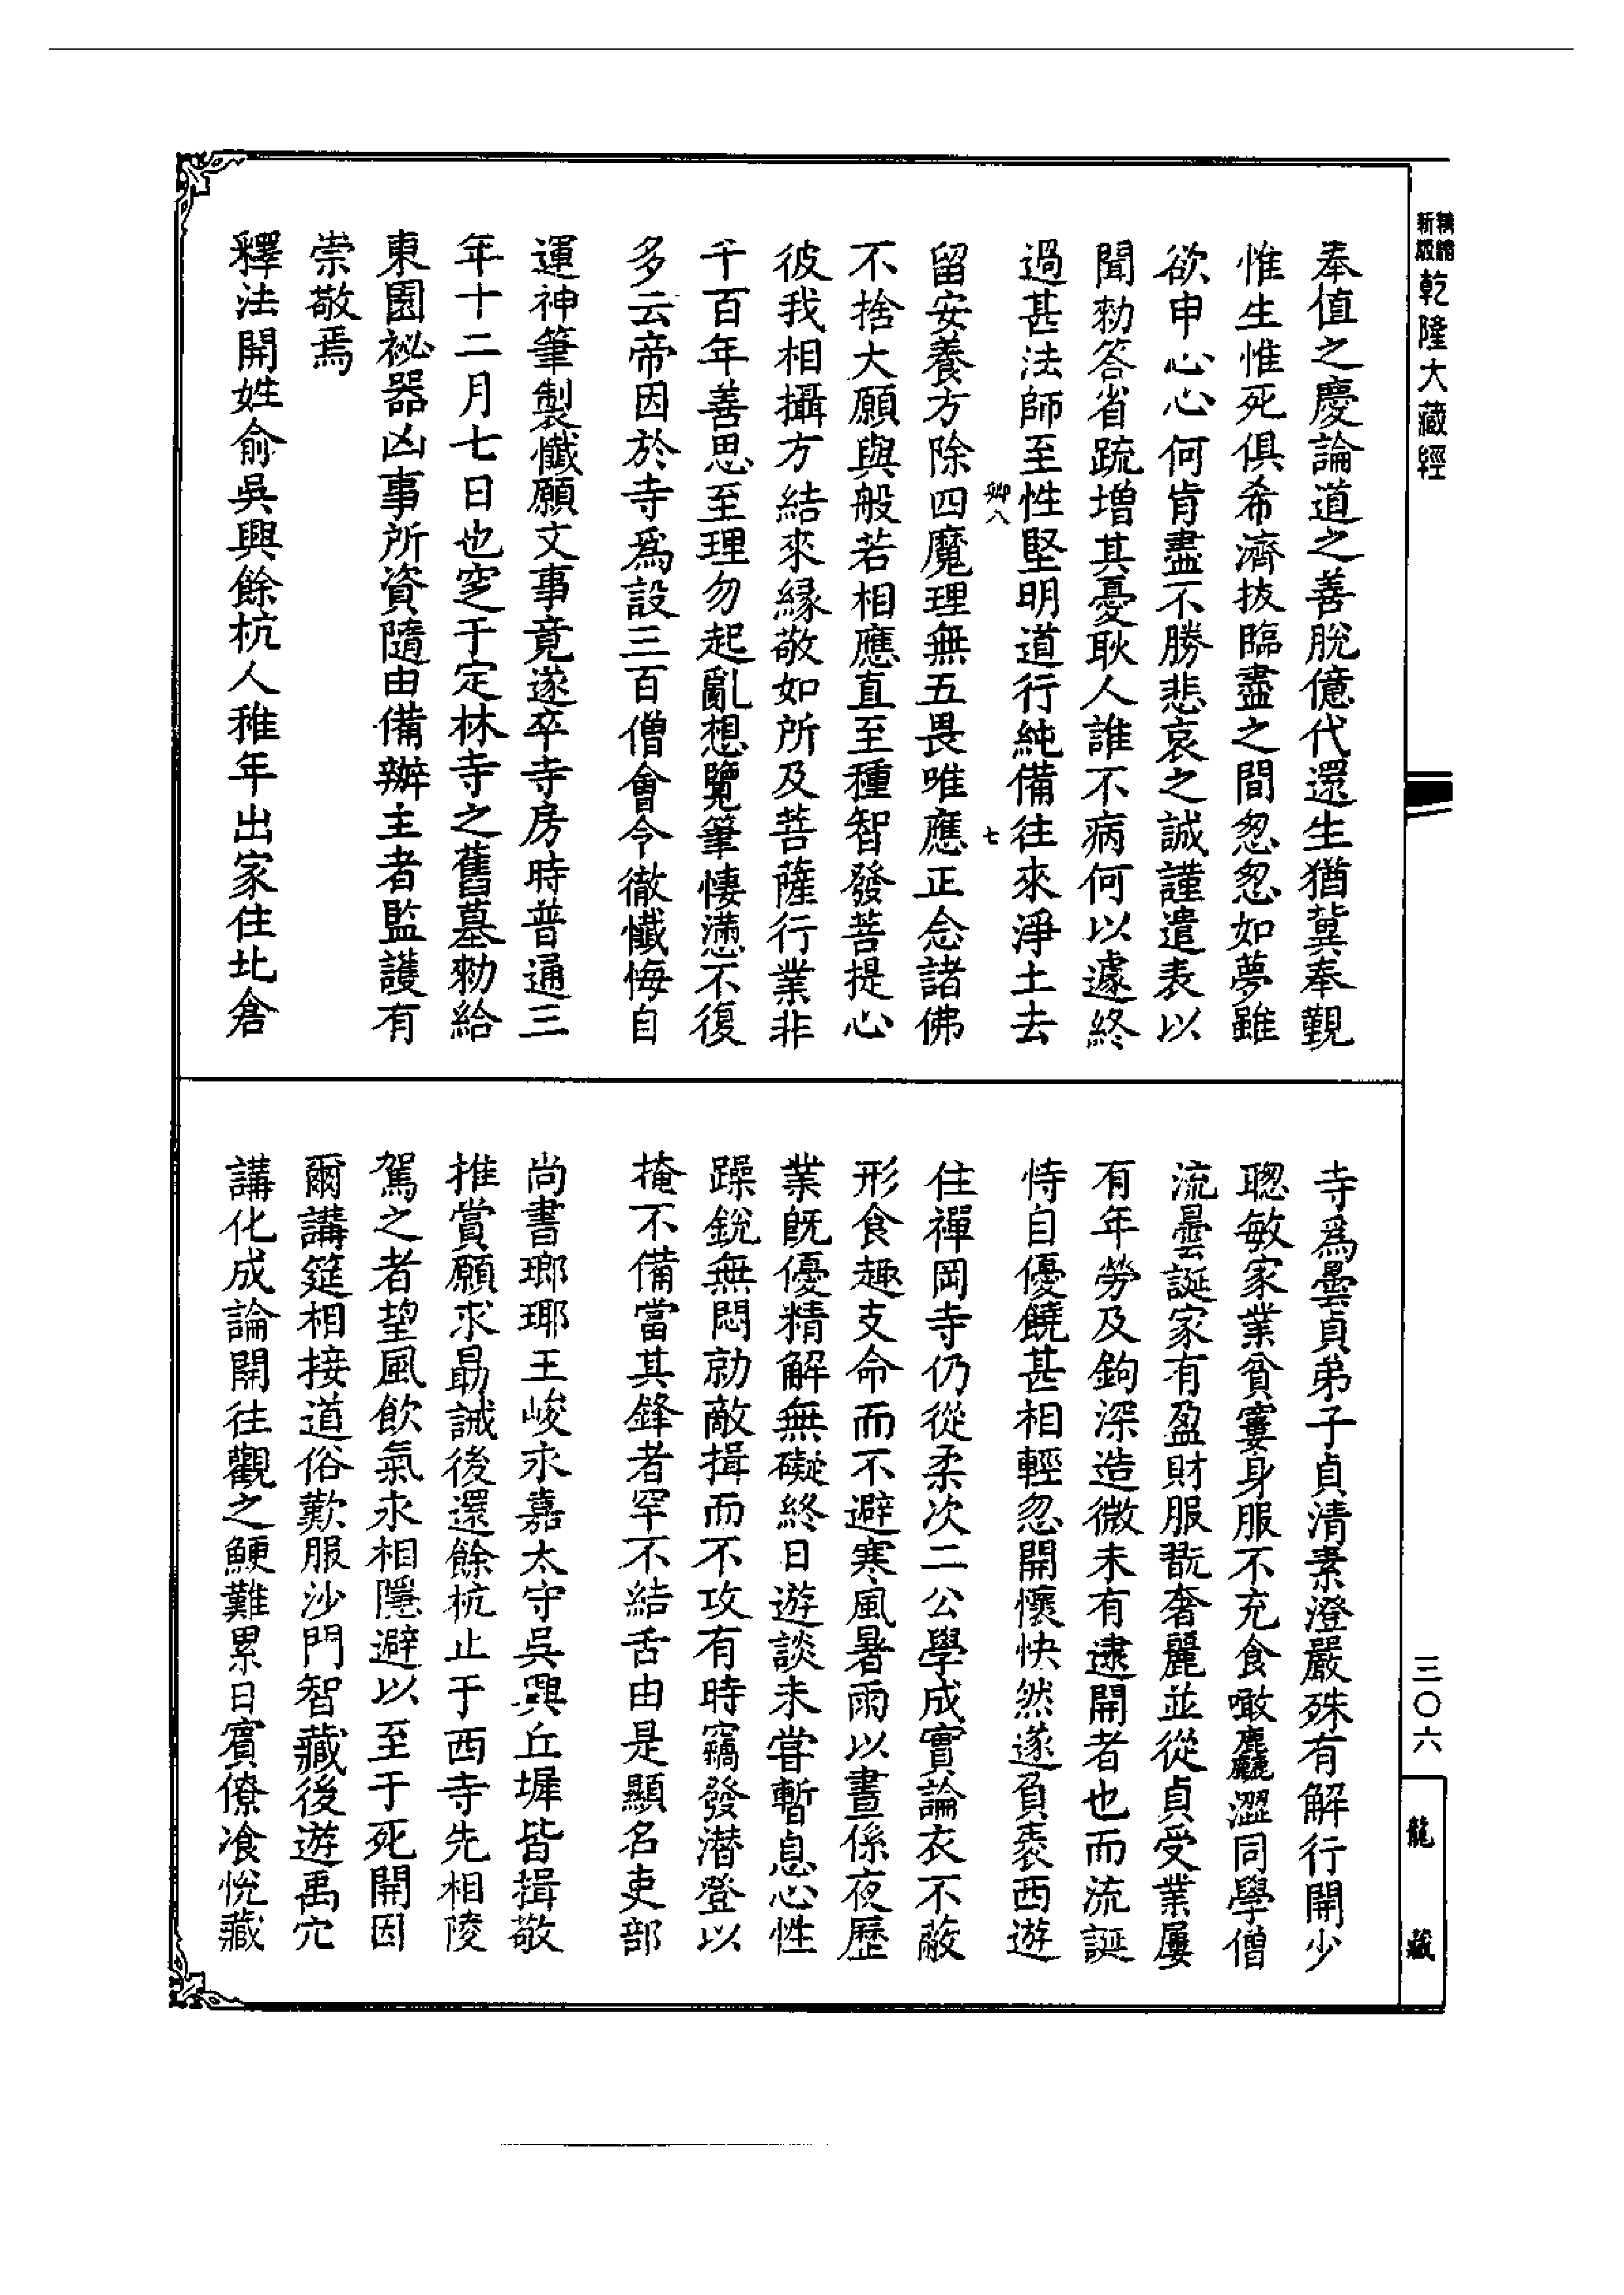 新版精縮
乾隆大藏經
奉值之慶論道之善脫億代還生猶冀奉觀
惟生惟死俱希濟拔臨盡之間怱怱如夢雖
欲申心心何肯盡不勝悲哀之誠謹遣表以
聞勑答省疏增其憂耿人誰不病何以遽終
過甚法師至性堅明道行純備往來淨土去
卿八
七
留安養方除四魔理無五畏唯應正念諸佛
不捨大願與般若相應直至種智發菩提心
彼我相攝方結來緣敬如所及菩薩行業非
千百年善思至理勿起亂想覽筆悽懣不復
多云帝因於寺爲設三百僧會令徹懺悔自
運神筆製懺願文事竟遂卒寺房時普通三
年十二月七日也窆于定林寺之舊墓勑給
東園祕器凶事所資隨由備辦主者監護有
崇敬焉
釋法開姓俞吳興餘杭人稚年出家住北倉
寺爲曇貞弟子貞清素澄嚴殊有解行開少
聰敏家業貧窶身服不充食噉麤澀同學僧
流曇誕家有盈財服翫奢麗並從貞受業屢
有年勞及鉤深造微未有逮開者也而流誕
恃自優饒甚相輕忽開懷怏然遂負袠西遊
住禪岡寺仍從柔次二公學成實論衣不蔽
形食趣支命而不避寒風暑雨以晝係夜歷
業旣優精解無礙終日遊談未甞暫息心性
躁銳無悶勍敵揖而不攻有時竊發潜登以
掩不備當其鋒者罕不結舌由是顯名吏部
尚書瑯琊王峻永嘉太守吳興丘墀皆揖敬
推賞願求勗誡後還餘杭止于西寺先相陵
駕之者望風飲氣永相隱避以至于死開因
爾講筵相接道俗歎服沙門智藏後遊禹穴
講化成論開往觀之鯁難累日賓僚飡悅藏
三〇六
龍藏